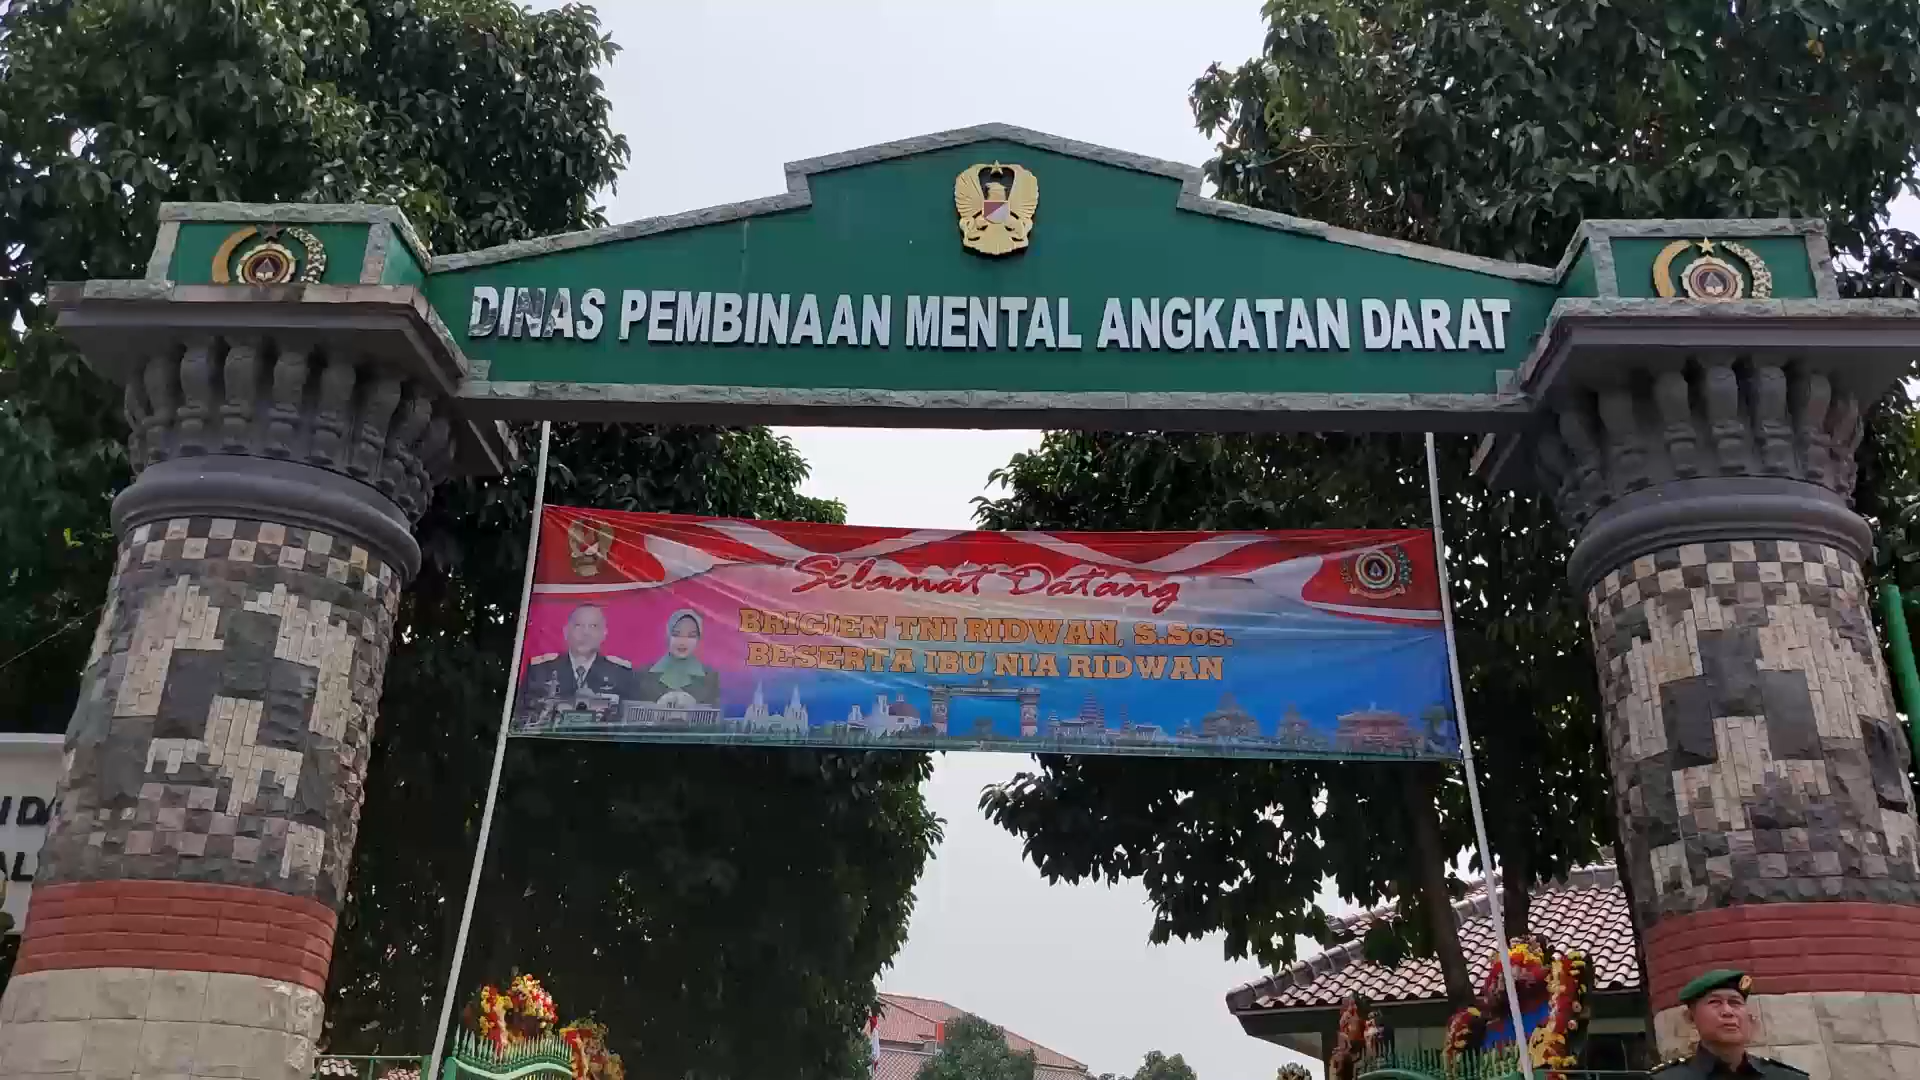 DINAS PEMBINAAN MENTAL ANGKATAN DARAT
Selamat Datang
BRIGJEN TNI RIDWAN, S.Sos.
BESERTA IBU NIA RIDWAN